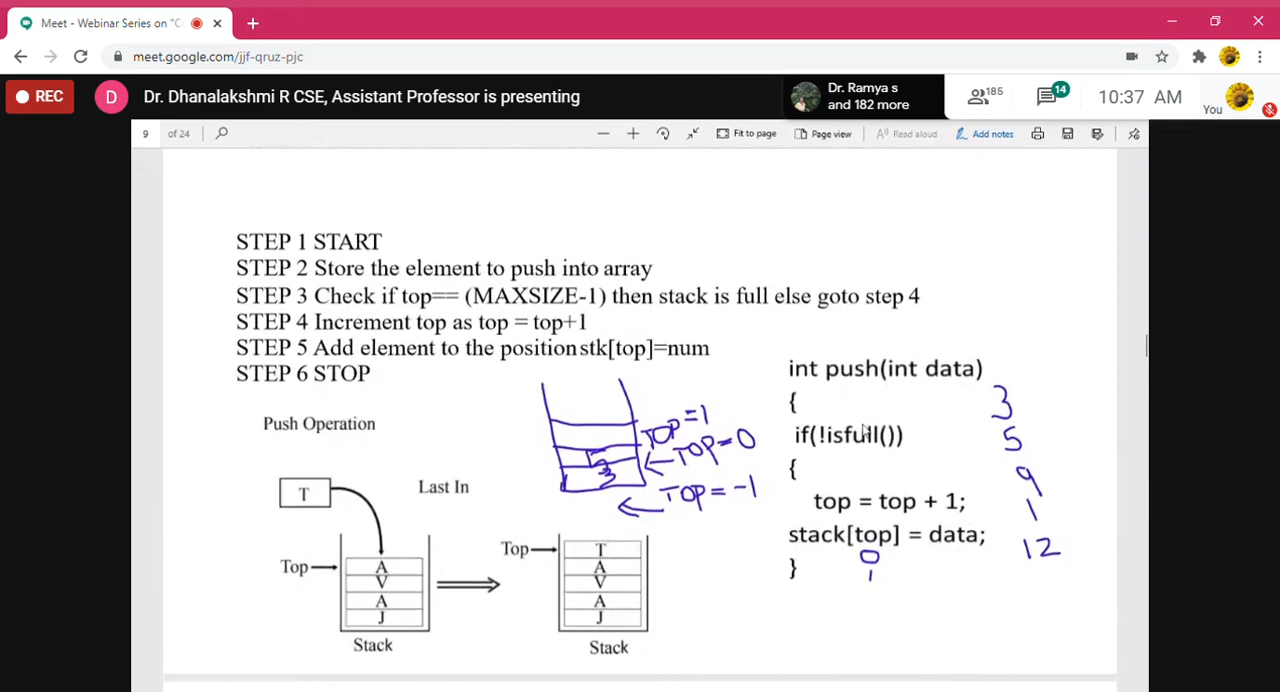 Meet - Webinar Series on "C
meet.google.com/jjf-qruz-pjc
REC
D
Dr. Dhanalakshmi R CSE, Assistant Professor is presenting
Dr. Ramya s
and 182 more
185
14
10:37 AM
You
9 of 24
Fit to page
Page view
Read aloud
Add notes
STEP 1 START
STEP 2 Store the element to push into array
STEP 3 Check if top== (MAXSIZE-1) then stack is full else goto step 4
STEP 4 Increment top as top = top+1
STEP 5 Add element to the position stk[top]=num
STEP 6 STOP
Push Operation
T
Last In
Top
A
V
A
J
Stack
Top
T
A
V
A
J
Stack
TOP=1
TOP=0
TOP=-1
5
3
int push(int data)
{
if(!isfull())
{
top = top + 1;
stack[top] = data;
}
0
1
3
5
9
1
12